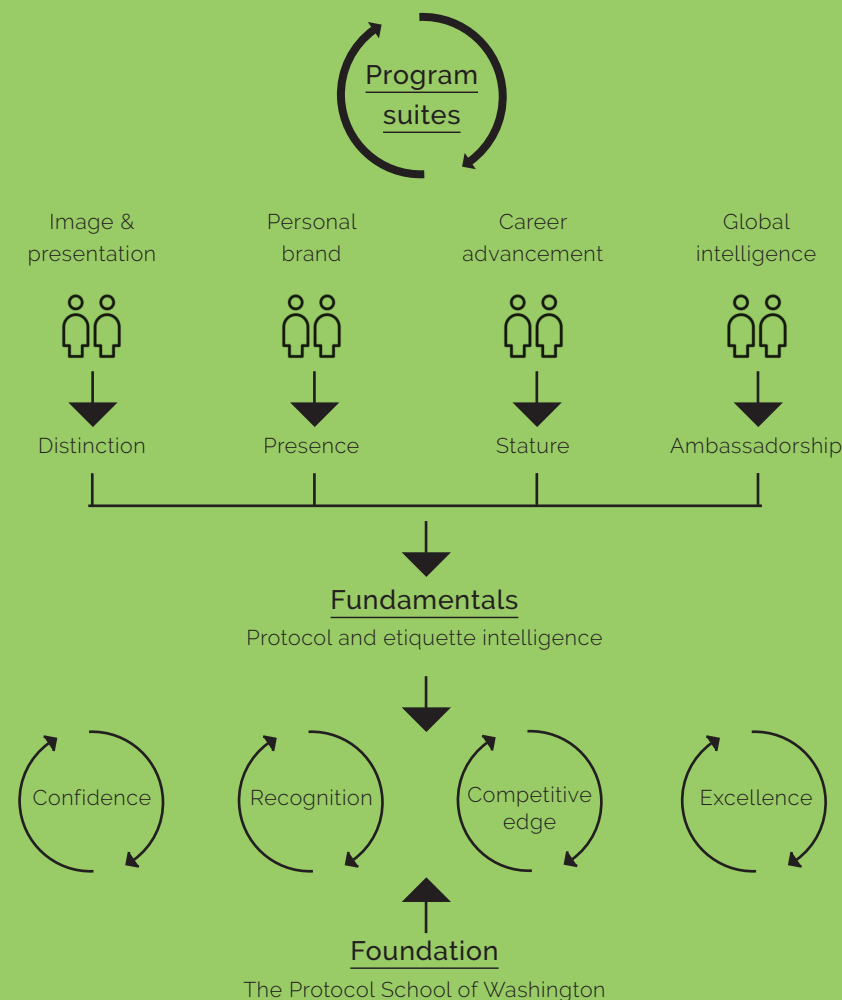 Program
suites
Image &
presentation
Personal
brand
Career
advancement
Global
intelligence
Distinction
Presence
Stature
Ambassadorship
Fundamentals
Protocol and etiquette intelligence
Confidence
Recognition
Competitive
edge
Excellence
Foundation
The Protocol School of Washington